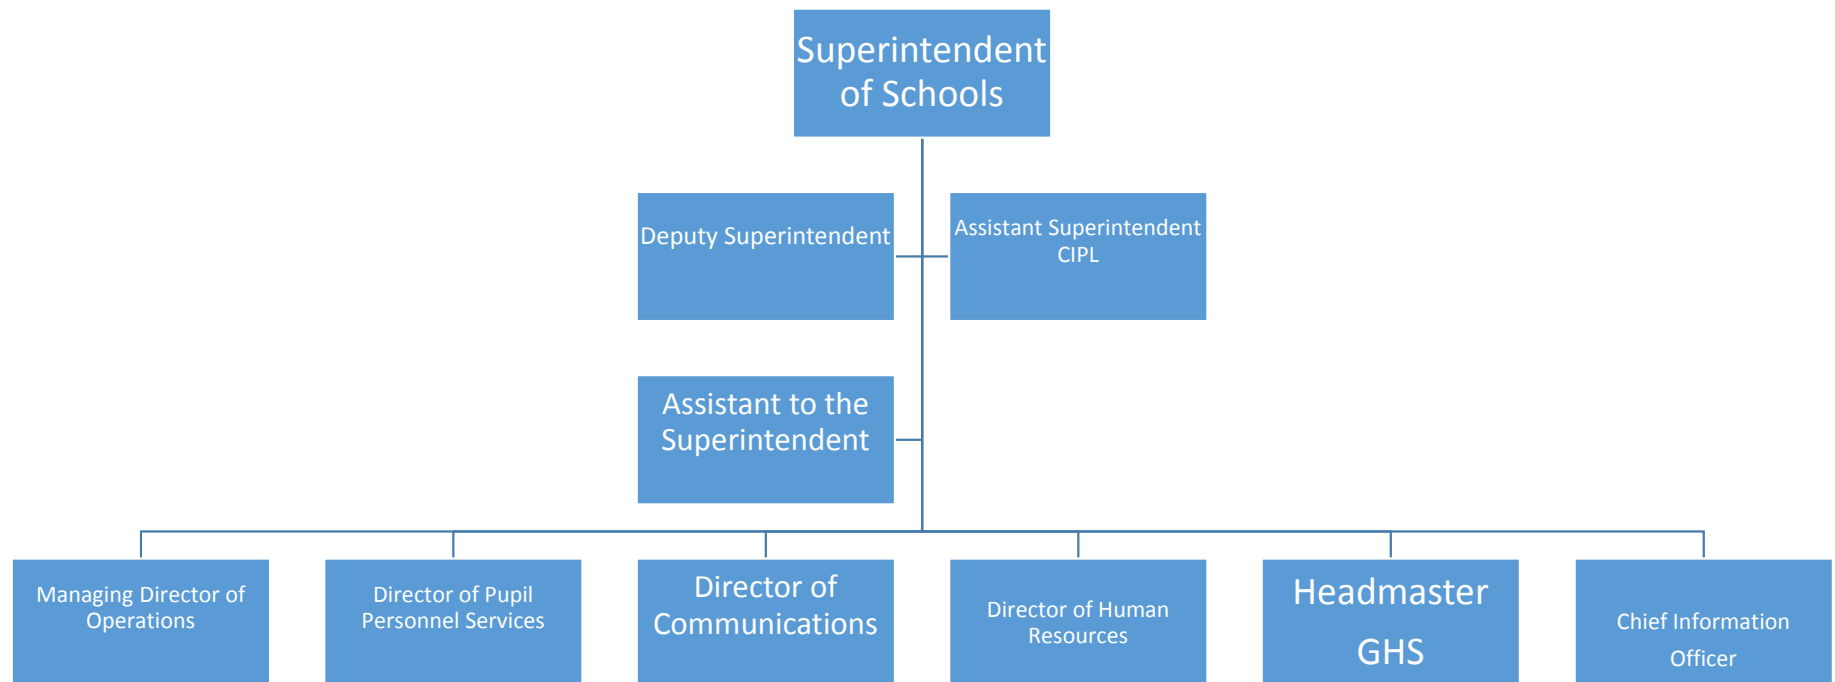 Superintendent
of Schools
Deputy Superintendent
Assistant Superintendent
CIPL
Assistant to the
Superintendent
Managing Director of
Operations
Director of Pupil
Personnel Services
Director of
Communications
Director of Human
Resources
Headmaster
GHS
Chief Information
Officer